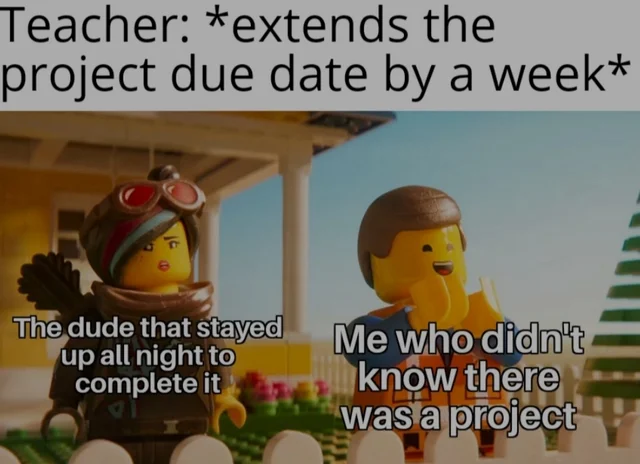 Teacher: *extends the
project due date by a week*
The dude that stayed
up all night to
complete it
Me who didn't
know there
was a project